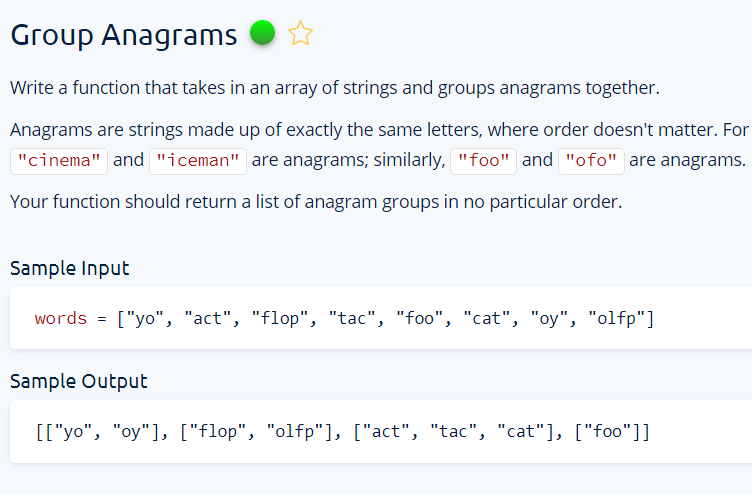 Group Anagrams
Write a function that takes in an array of strings and groups anagrams together.
Anagrams are strings made up of exactly the same letters, where order doesn't matter. For
"cinema" and "iceman" are anagrams; similarly, "foo" and "ofo" are anagrams.
Your function should return a list of anagram groups in no particular order.
Sample Input
words = ["yo", "act", "flop", "tac", "foo", "cat", "oy", "olfp"]
Sample Output
[["yo", "oy"], ["flop", "olfp"], ["act", "tac", "cat"], ["foo"]]